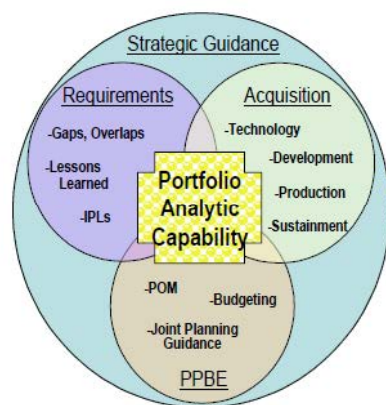 Strategic Guidance
Requirements
-Gaps, Overlaps
-Lessons
Learned
-IPLs
Acquisition
-Technology
-Development
-Production
-Sustainment
Portfolio
Analytic
Capability
-POM
-Budgeting
-Joint Planning
Guidance
PPBE